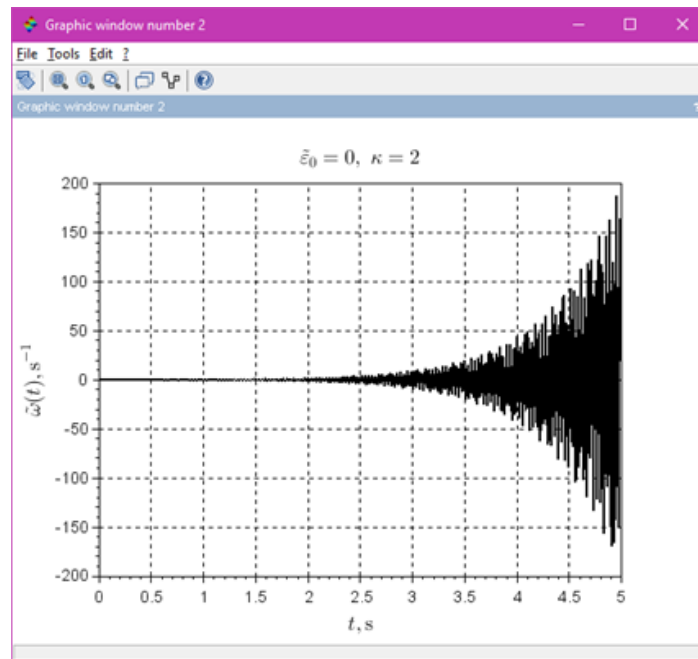 Graphic window number 2
File Tools Edit ?
Graphic window number 2
ε̃₀ = 0, κ = 2
200
150
100
50
0
-50
-100
-150
-200
ω̃(t), s⁻¹
0 0.5 1 1.5 2 2.5 3 3.5 4 4.5 5
t, s